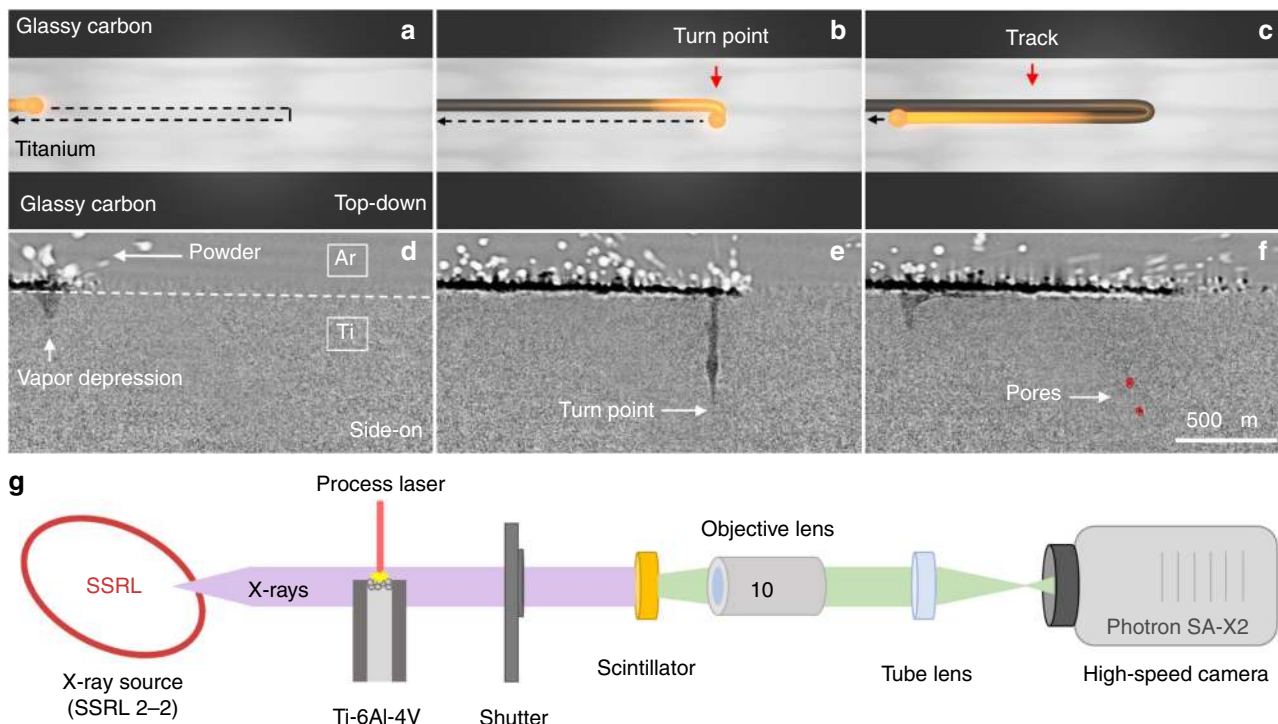 Glassy carbon
a
Titanium
Glassy carbon
Top-down
b
Turn point
c
Track
d
Powder
Ar
Ti
Vapor depression
Side-on
e
Turn point
f
Pores
500 m
g
Process laser
Objective lens
SSRL
X-rays
10
Photron SA-X2
X-ray source
(SSRL 2–2)
Ti-6Al-4V
Shutter
Scintillator
Tube lens
High-speed camera